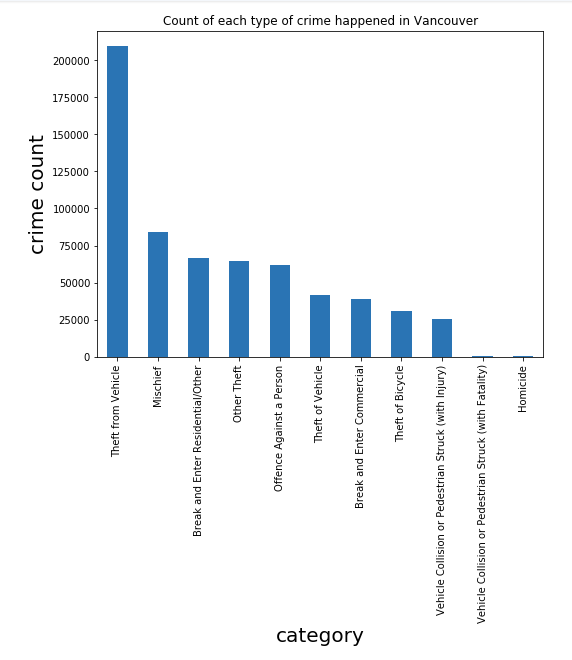 Count of each type of crime happened in Vancouver
crime count
200000
175000
150000
125000
100000
75000
50000
25000
0
Theft from Vehicle
Mischief
Break and Enter Residential/Other
Other Theft
Offence Against a Person
Theft of Vehicle
Break and Enter Commercial
Theft of Bicycle
Vehicle Collision or Pedestrian Struck (with Injury)
Vehicle Collision or Pedestrian Struck (with Fatality)
Homicide
category